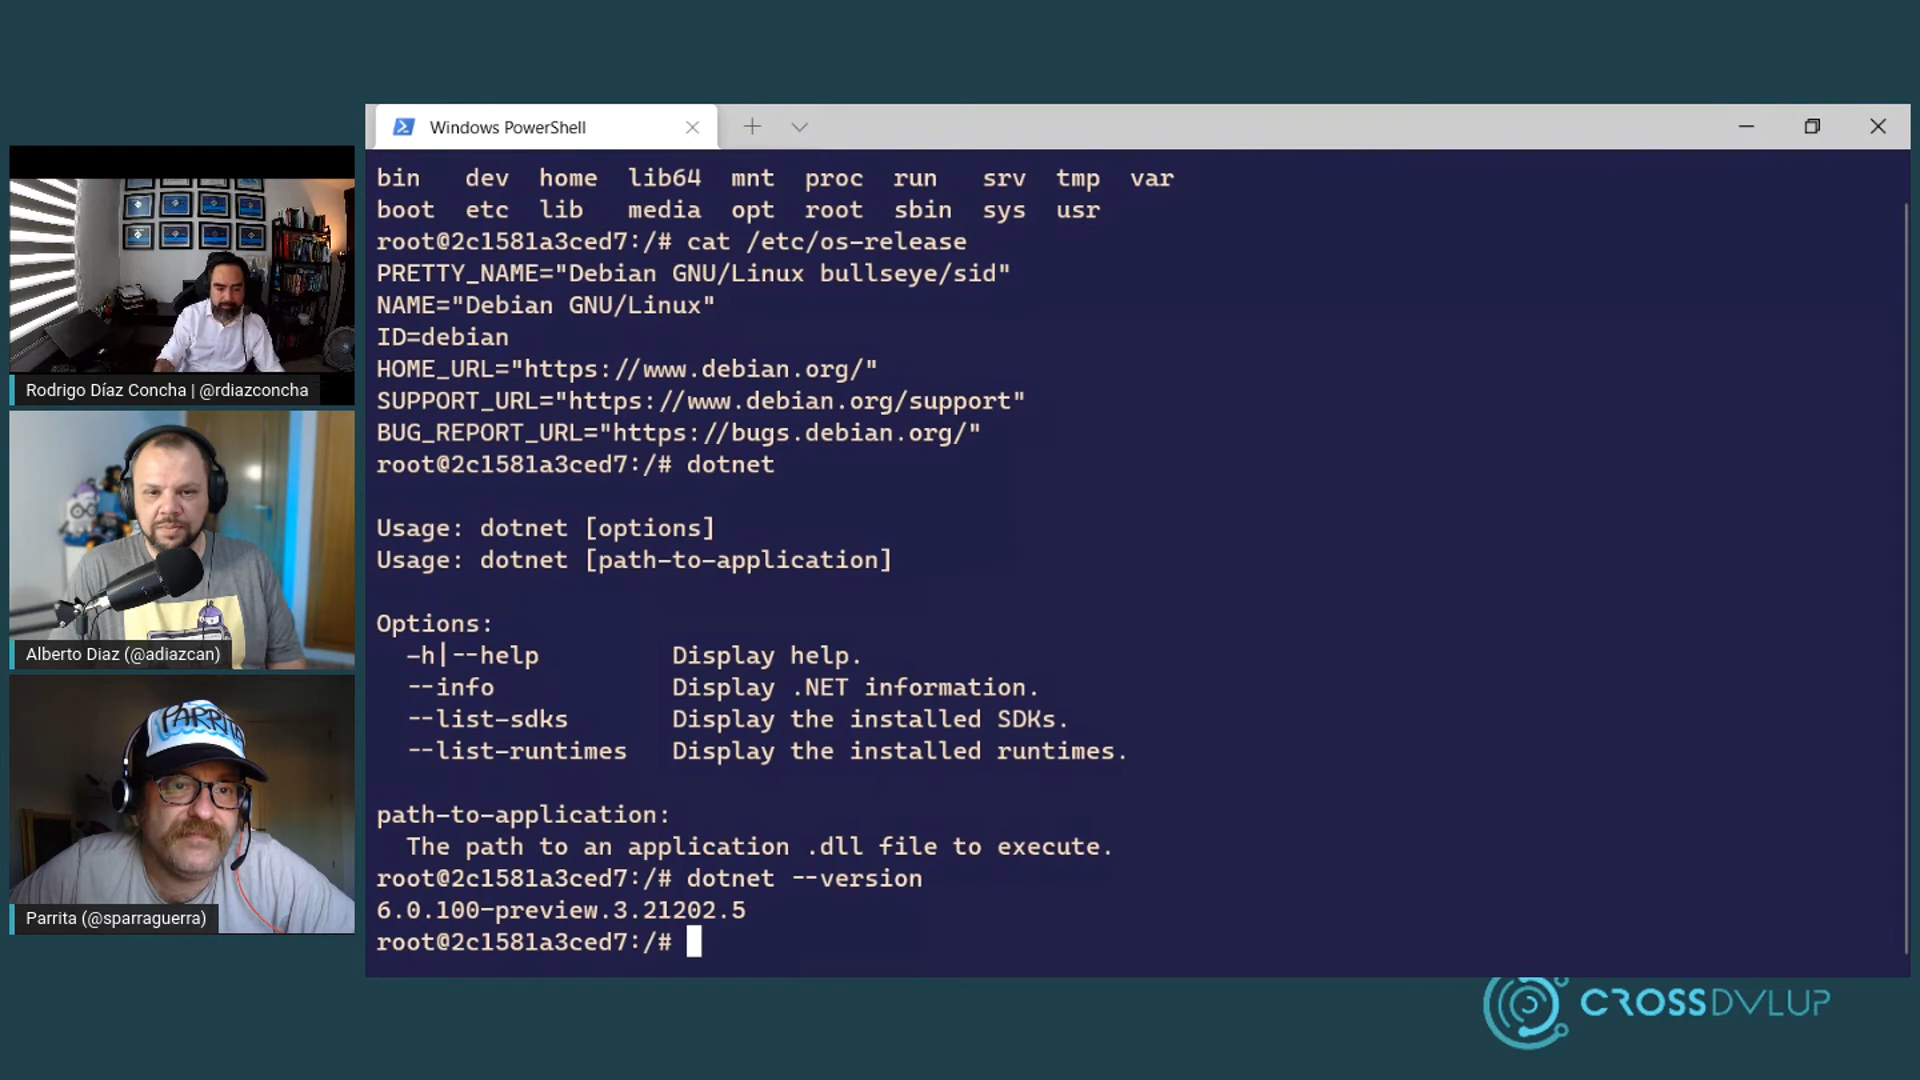 Windows PowerShell
bin dev home lib64 mnt proc run srv tmp var
boot etc lib media opt root sbin sys usr
root@2c1581a3ced7:/# cat /etc/os-release
PRETTY_NAME="Debian GNU/Linux bullseye/sid"
NAME="Debian GNU/Linux"
ID=debian
HOME_URL="https://www.debian.org/"
SUPPORT_URL="https://www.debian.org/support"
BUG_REPORT_URL="https://bugs.debian.org/"
root@2c1581a3ced7:/# dotnet
Usage: dotnet [options]
Usage: dotnet [path-to-application]
Options:
-h|--help Display help.
--info Display .NET information.
--list-sdks Display the installed SDKs.
--list-runtimes Display the installed runtimes.
path-to-application:
The path to an application .dll file to execute.
root@2c1581a3ced7:/# dotnet --version
6.0.100-preview.3.21202.5
root@2c1581a3ced7:/#
Rodrigo Díaz Concha | @rdiazconcha
Alberto Diaz (@adiazcan)
PARRITA
Parrita (@sparraguerra)
CROSSDVLUP